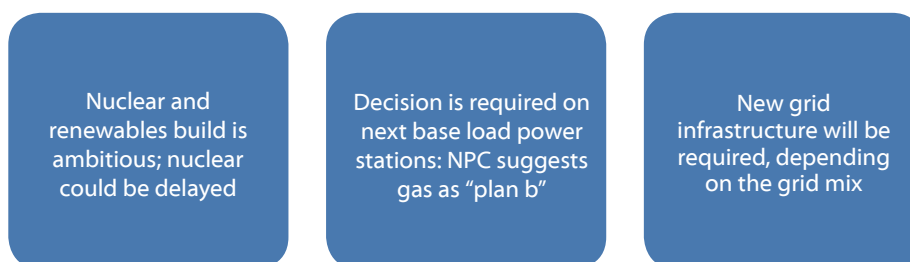 Nuclear and
renewables build is
ambitious; nuclear
could be delayed
Decision is required on
next base load power
stations: NPC suggests
gas as “plan b”
New grid
infrastructure will be
required, depending
on the grid mix